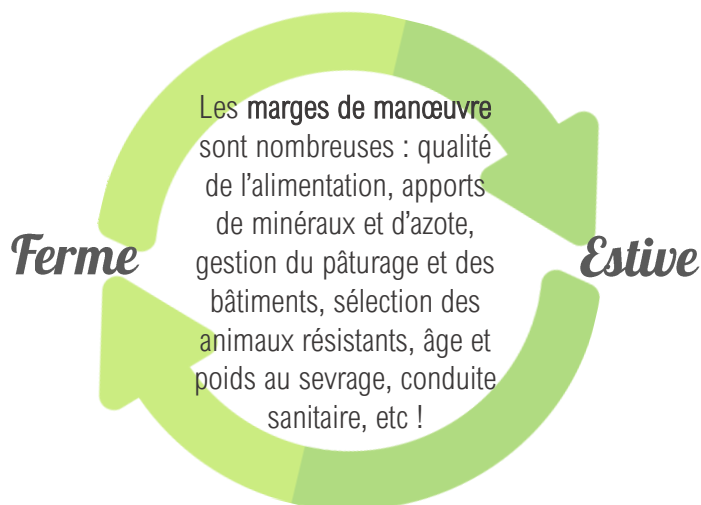 Les marges de manœuvre
sont nombreuses : qualité
de l’alimentation, apports
de minéraux et d’azote,
gestion du pâturage et des
bâtiments, sélection des
animaux résistants, âge et
poids au sevrage, conduite
sanitaire, etc !
Ferme
Estive